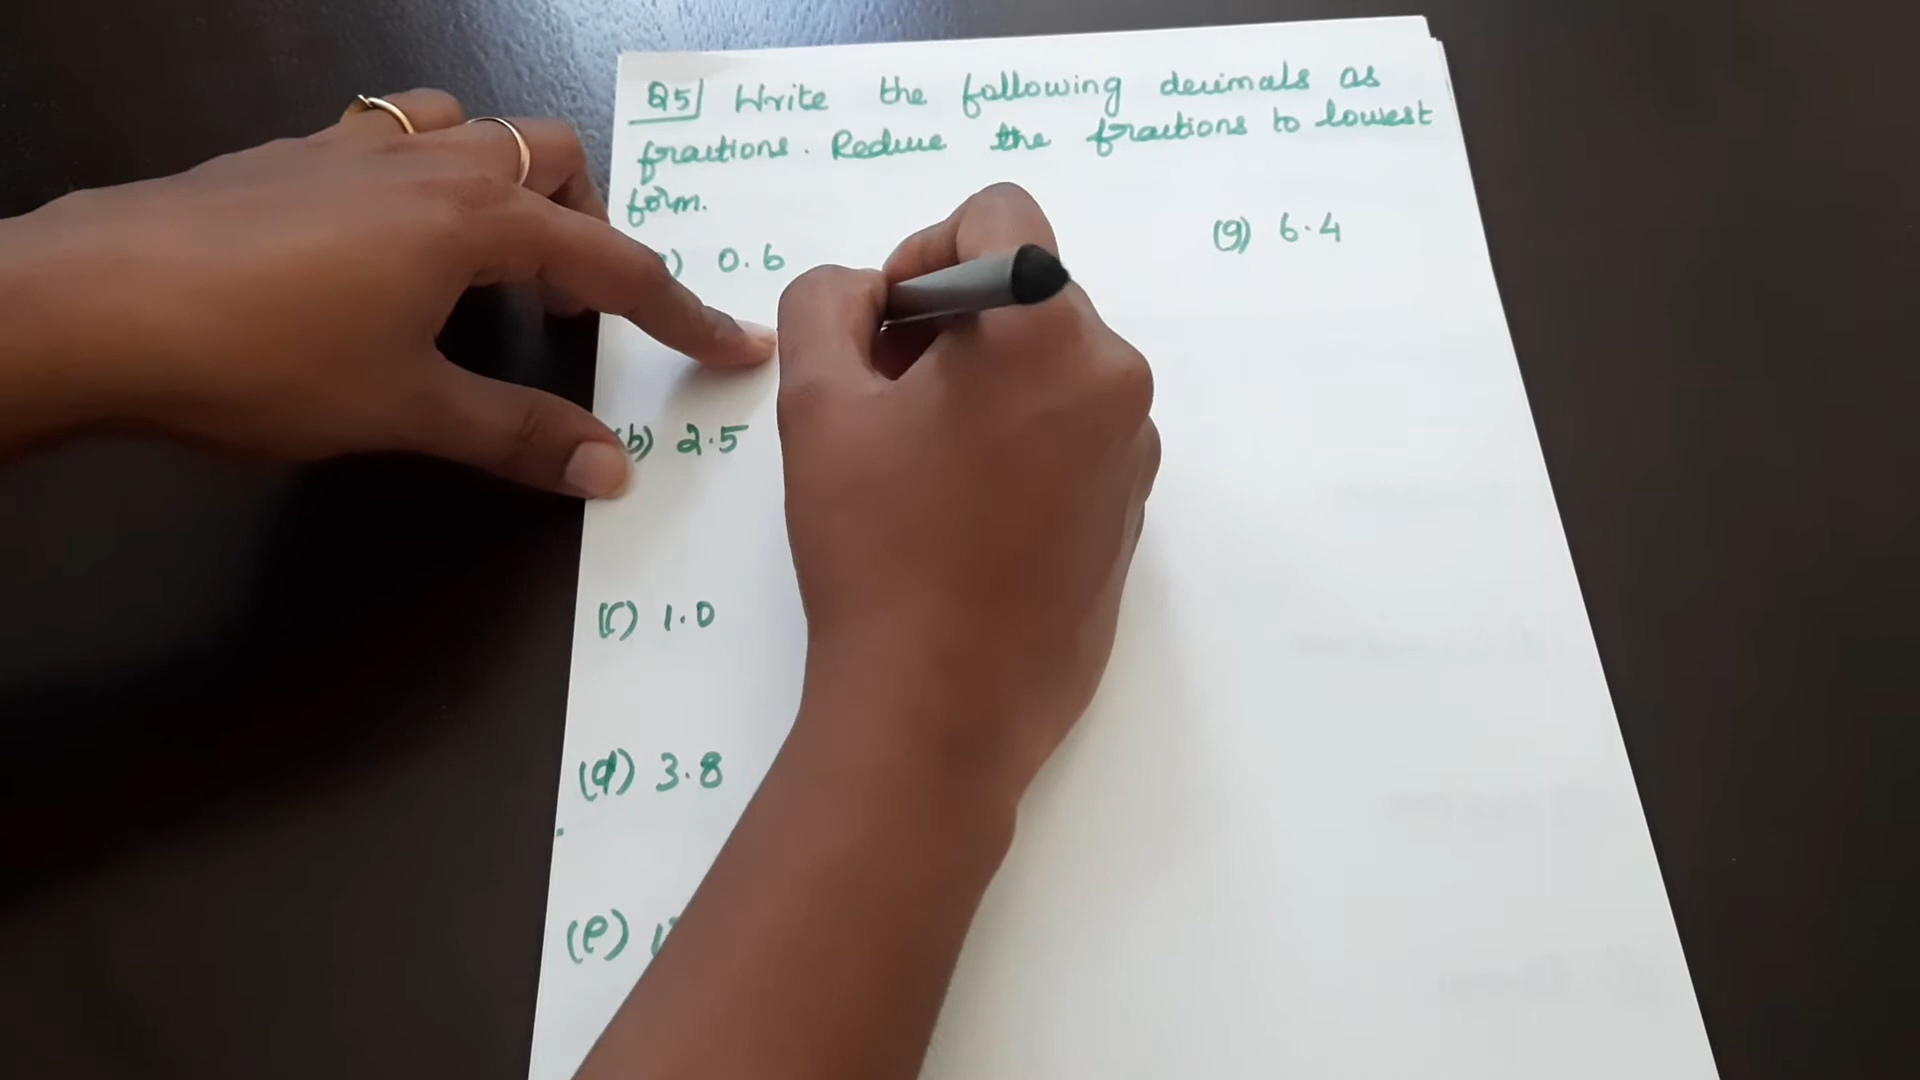 Q5 Write the following decimals as
fractions. Reduce the fractions to lowest
form.
0.6
(g) 6.4
(b) 2.5
(c) 1.0
(d) 3.8
(e)